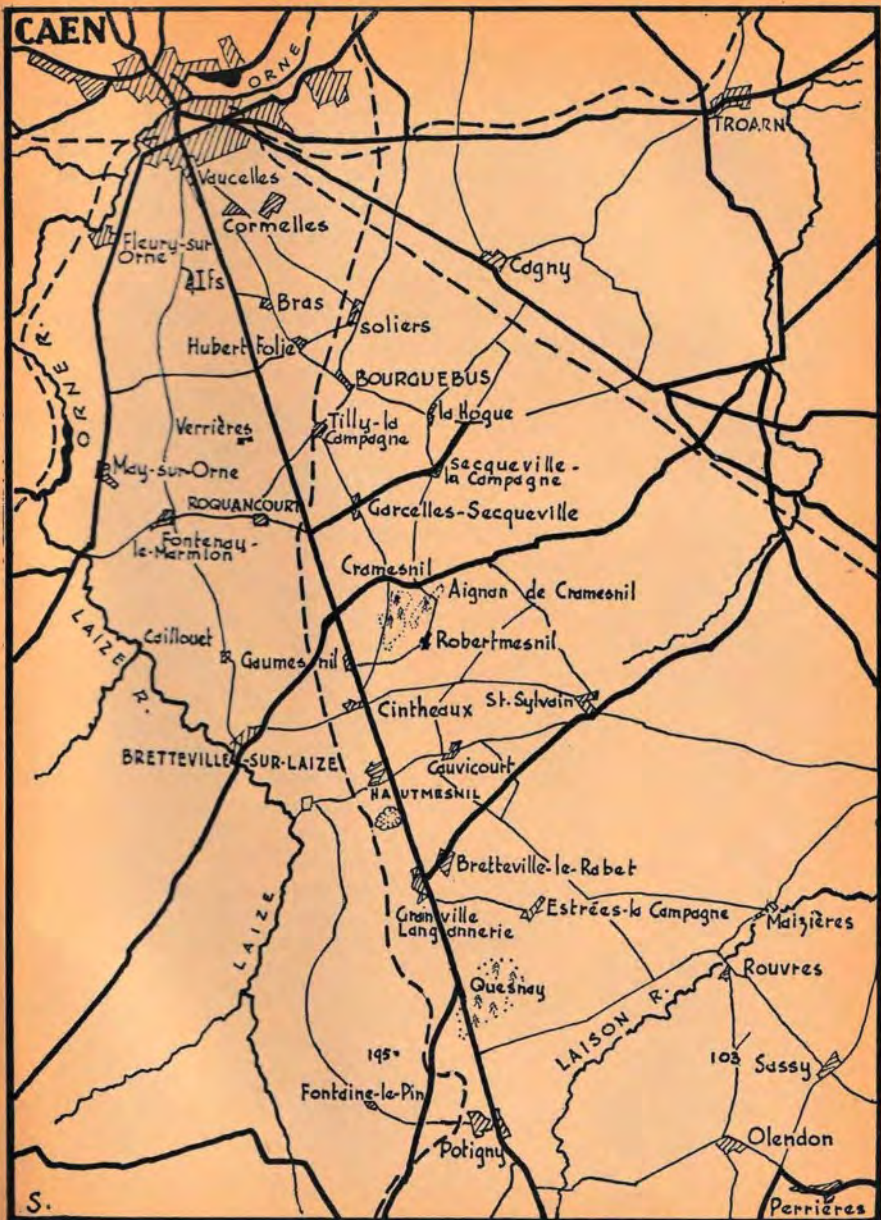 CAEN
ORNE
TROARN
Vaucelles
Cormelles
Fleury-sur
Orne
Ifs
Cagny
Bras
Soliers
Hubert Folie
ORNE R.
BOURGUEBUS
la Hogue
Verrières
Tilly-la
Campagne
May-sur-Orne
Secqueville-
la Campagne
ROQUANCOURT
Garcelles-Secqueville
Fontenay-
le-Marmion
Cramesnil
Aignan de Cramesnil
LAIZE R.
Caillouet
Gaumesnil
Robertmesnil
Cintheaux
St. Sylvain
BRETTEVILLE-SUR-LAIZE
Cauvicourt
HAUTMESNIL
Bretteville-le-Rabet
Estrées-la Campagne
Maizières
Grainville
Langannerie
LAIZE
Quesnay
Rouvres
LAISON R.
195
103
Sassy
Fontaine-le-Pin
Potigny
Olendon
S.
Perrières